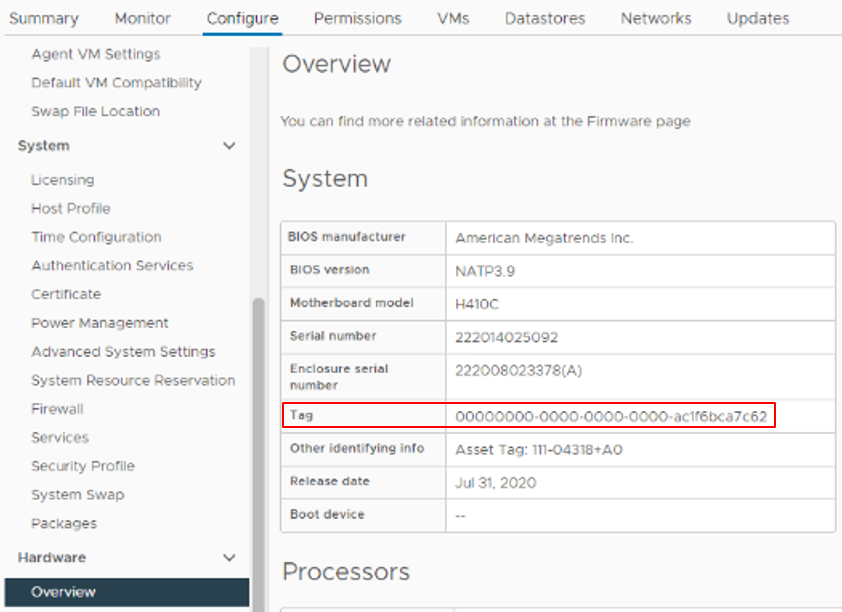 Summary Monitor Configure Permissions VMs Datastores Networks Updates
Agent VM Settings
Default VM Compatibility
Swap File Location
System
Licensing
Host Profile
Time Configuration
Authentication Services
Certificate
Power Management
Advanced System Settings
System Resource Reservation
Firewall
Services
Security Profile
System Swap
Packages
Hardware
Overview
Overview
You can find more related information at the Firmware page
System
BIOS manufacturer American Megatrends Inc.
BIOS version NATP3.9
Motherboard model H410C
Serial number 222014025092
Enclosure serial
number 222008023378(A)
Tag 00000000-0000-0000-0000-ac1f6bca7c62
Other identifying info Asset Tag: 111-04318+A0
Release date Jul 31, 2020
Boot device --
Processors